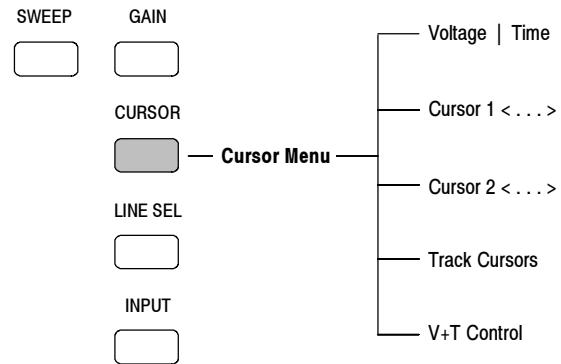 SWEEP GAIN
Voltage | Time
CURSOR
Cursor 1 < . . . >
Cursor Menu
Cursor 2 < . . . >
LINE SEL
Track Cursors
INPUT
V+T Control